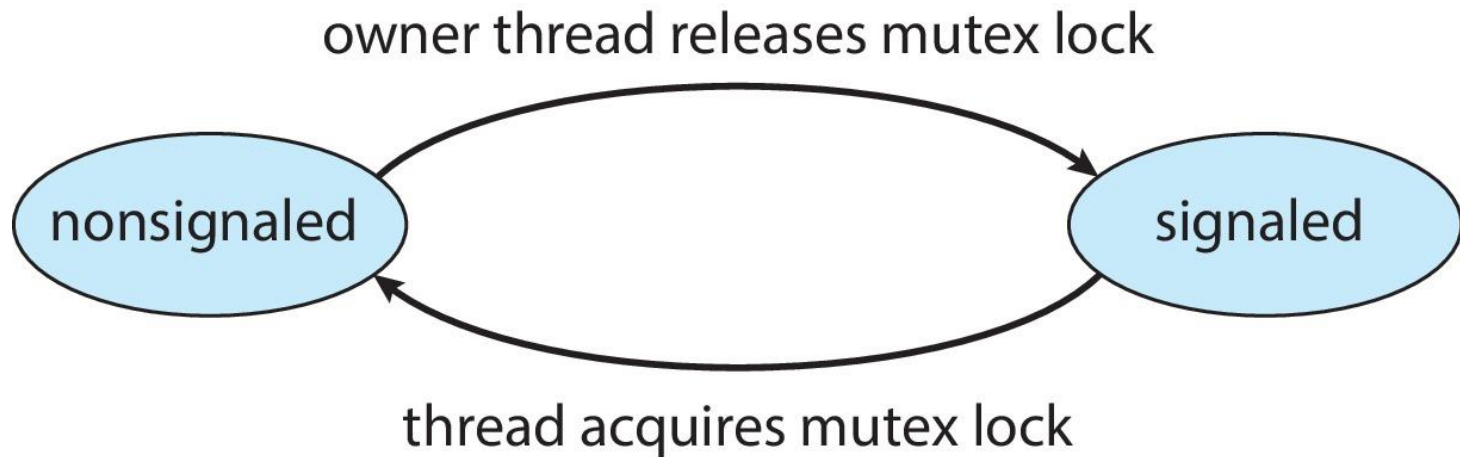 owner thread releases mutex lock
nonsignaled
signaled
thread acquires mutex lock